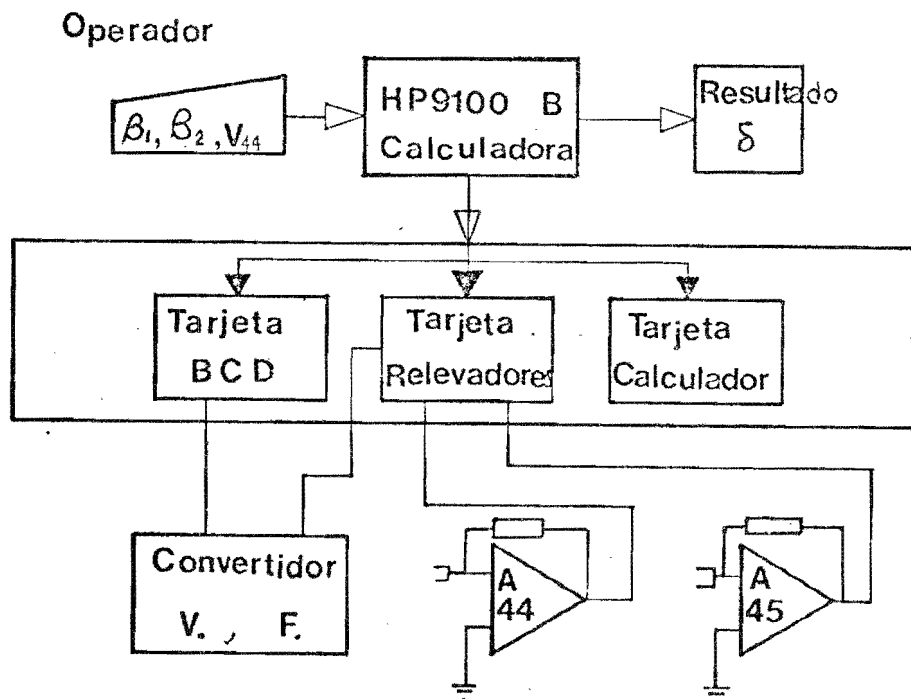 Operador
β₁, β₂, V₄₄
HP9100 B
Calculadora
Resultado
δ
Tarjeta
BCD
Tarjeta
Relevadores
Tarjeta
Calculador
Convertidor
V. , F.
A
44
A
45